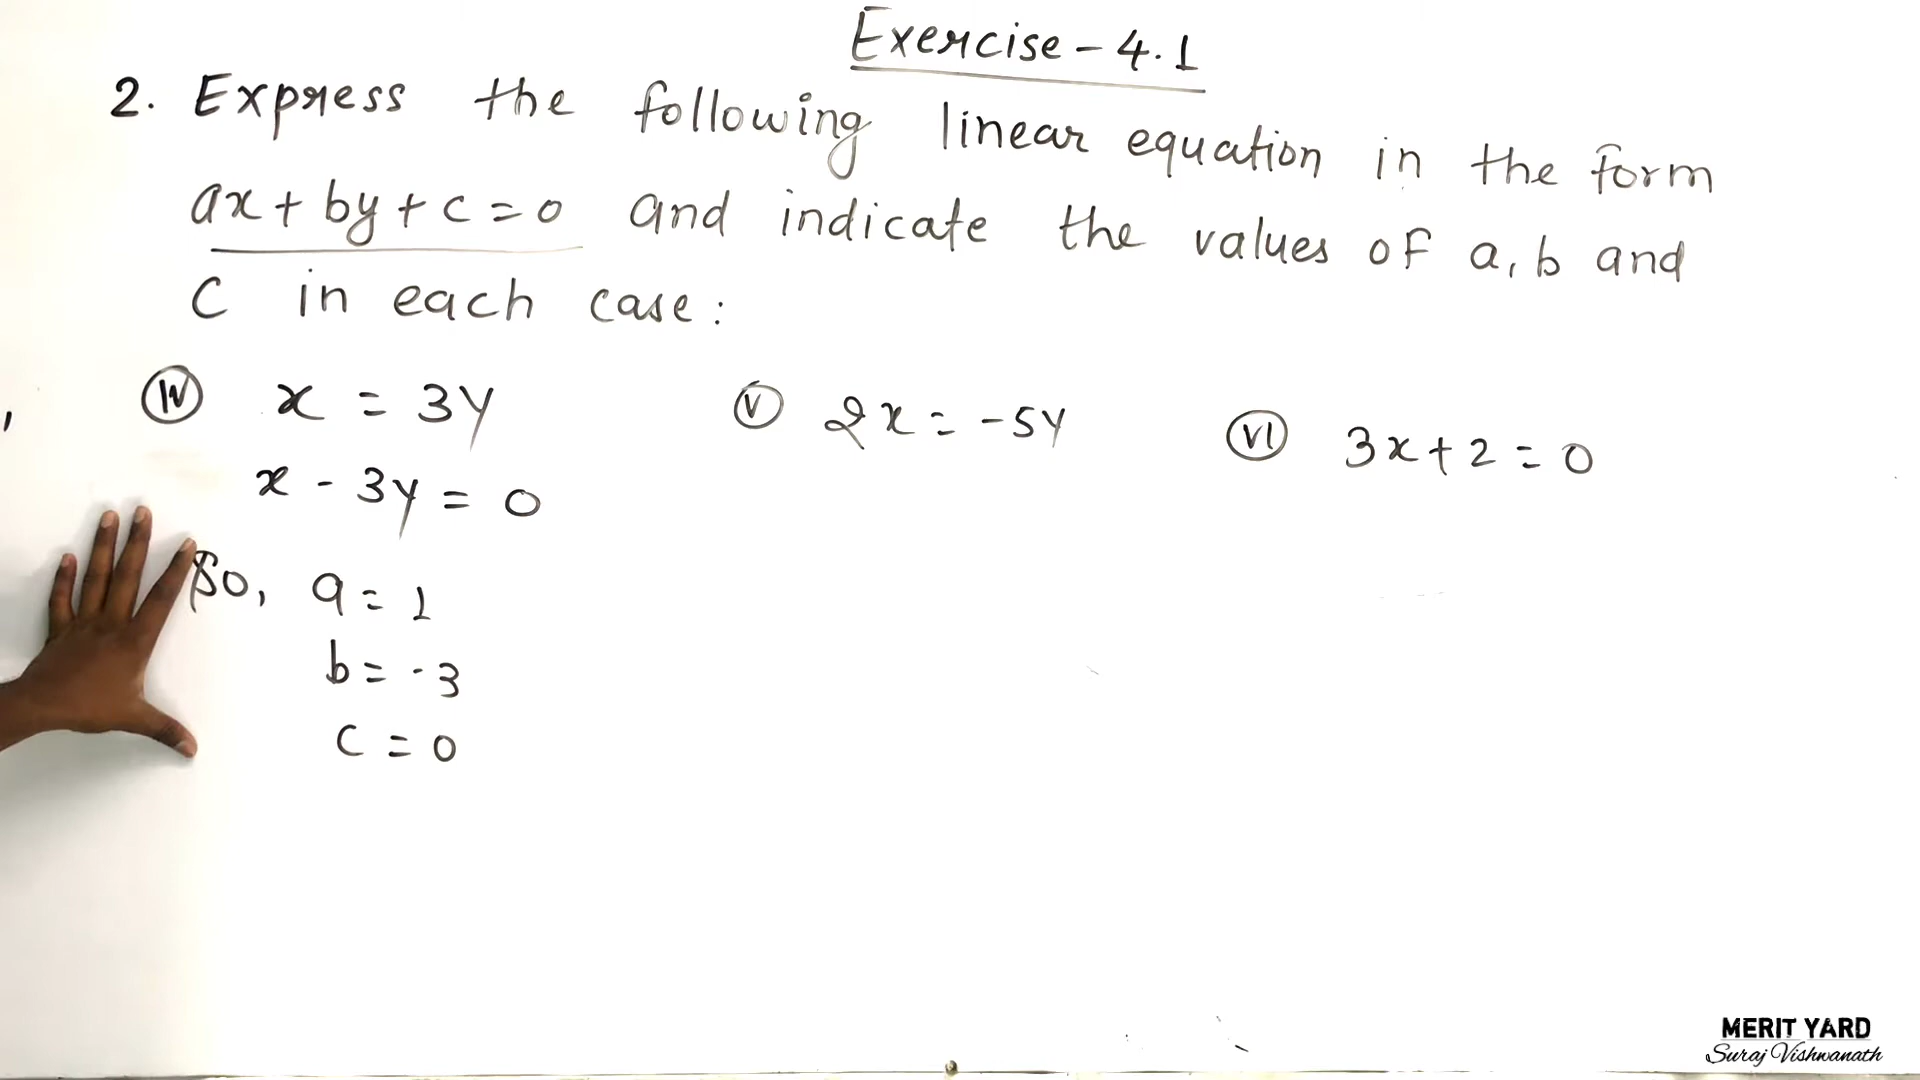 Exercise - 4.1
2. Express the following linear equation in the form
ax + by + c = 0 and indicate the values of a, b and
C in each case:
(iv) x = 3y
x - 3y = 0
So, a = 1
b = -3
c = 0
(v) 2x = -5y
(vi) 3x + 2 = 0
MERIT YARD
Suraj Vishwanath